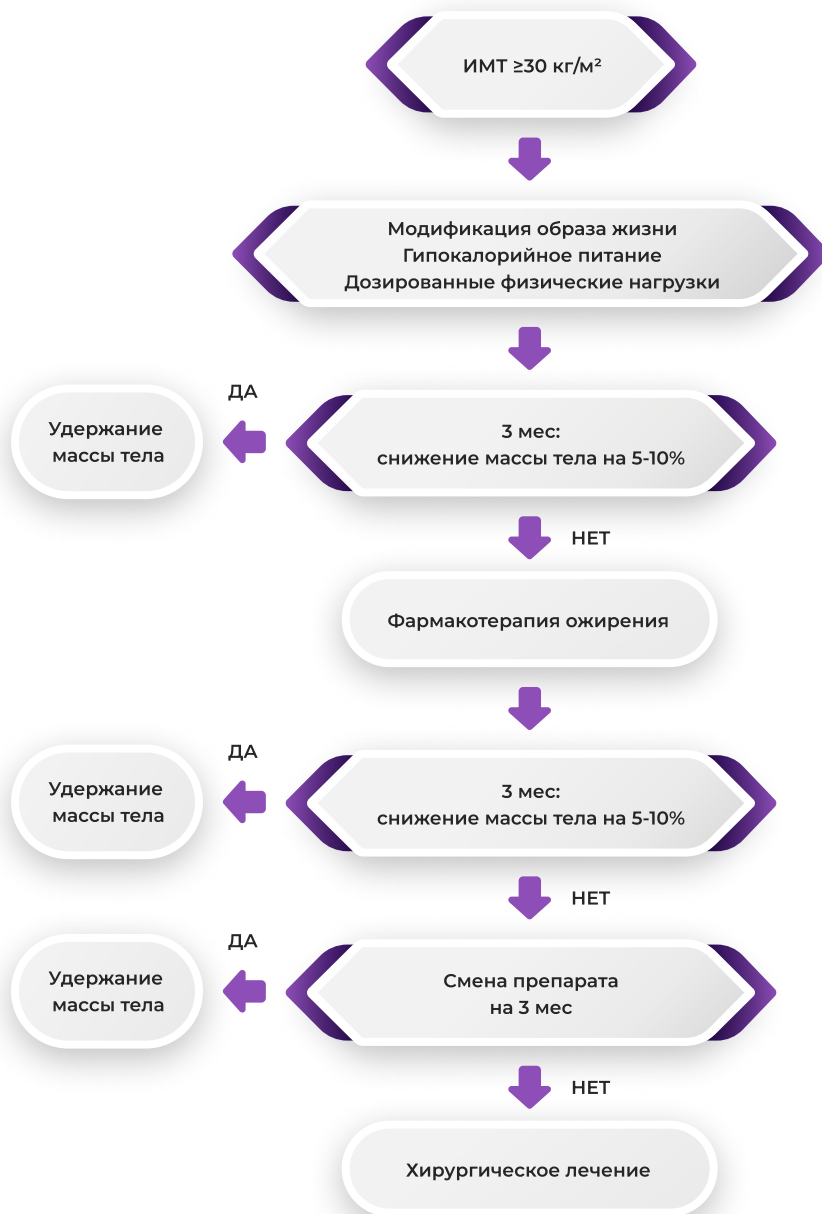 ИМТ ≥30 кг/м²
Модификация образа жизни
Гипокалорийное питание
Дозированные физические нагрузки
ДА
Удержание
массы тела
3 мес:
снижение массы тела на 5-10%
НЕТ
Фармакотерапия ожирения
ДА
Удержание
массы тела
3 мес:
снижение массы тела на 5-10%
НЕТ
ДА
Удержание
массы тела
Смена препарата
на 3 мес
НЕТ
Хирургическое лечение